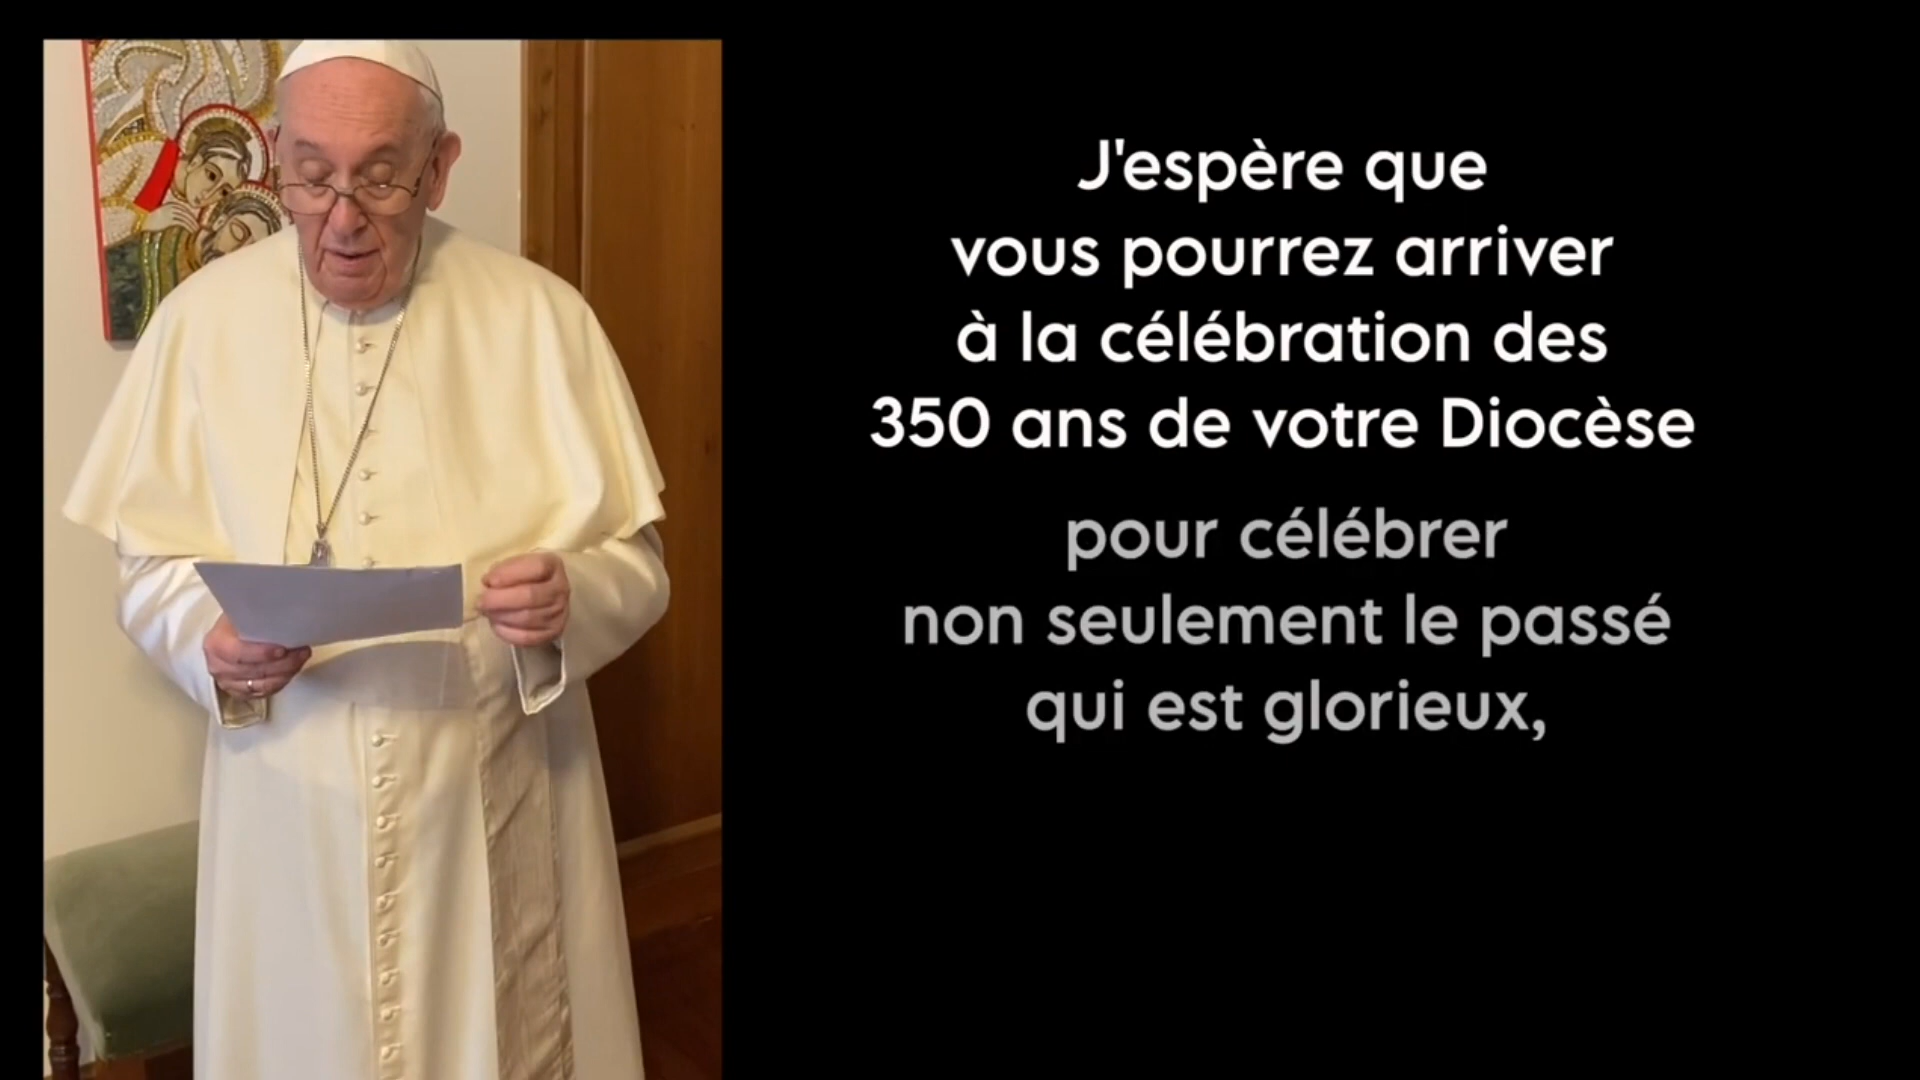 J'espère que
vous pourrez arriver
à la célébration des
350 ans de votre Diocèse
pour célébrer
non seulement le passé
qui est glorieux,